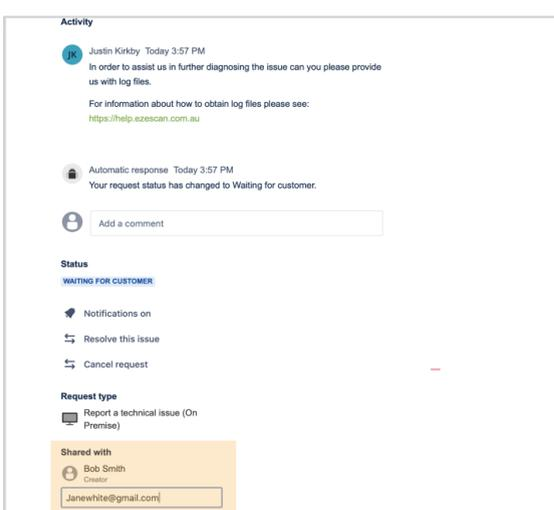 Activity
JK
Justin Kirkby Today 3:57 PM
In order to assist us in further diagnosing the issue can you please provide
us with log files.
For information about how to obtain log files please see:
https://help.ezescan.com.au
Automatic response Today 3:57 PM
Your request status has changed to Waiting for customer.
Add a comment
Status
WAITING FOR CUSTOMER
Notifications on
Resolve this issue
Cancel request
Request type
Report a technical issue (On
Premise)
Shared with
Bob Smith
Creator
Janewhite@gmail.com